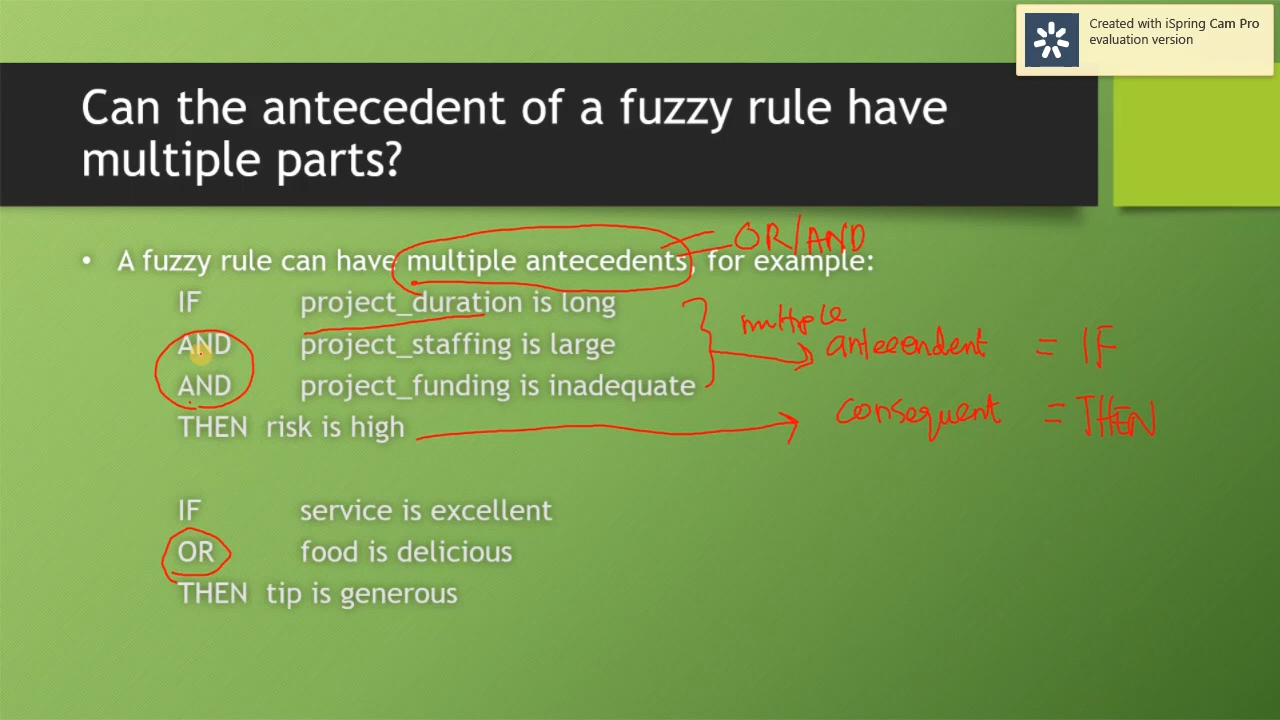 Created with iSpring Cam Pro
evaluation version
Can the antecedent of a fuzzy rule have
multiple parts?
OR/AND
• A fuzzy rule can have multiple antecedents, for example:
IF project_duration is long
multiple
AND project_staffing is large
anteendent = IF
AND project_funding is inadequate
THEN risk is high
consequent = THEN
IF service is excellent
OR food is delicious
THEN tip is generous